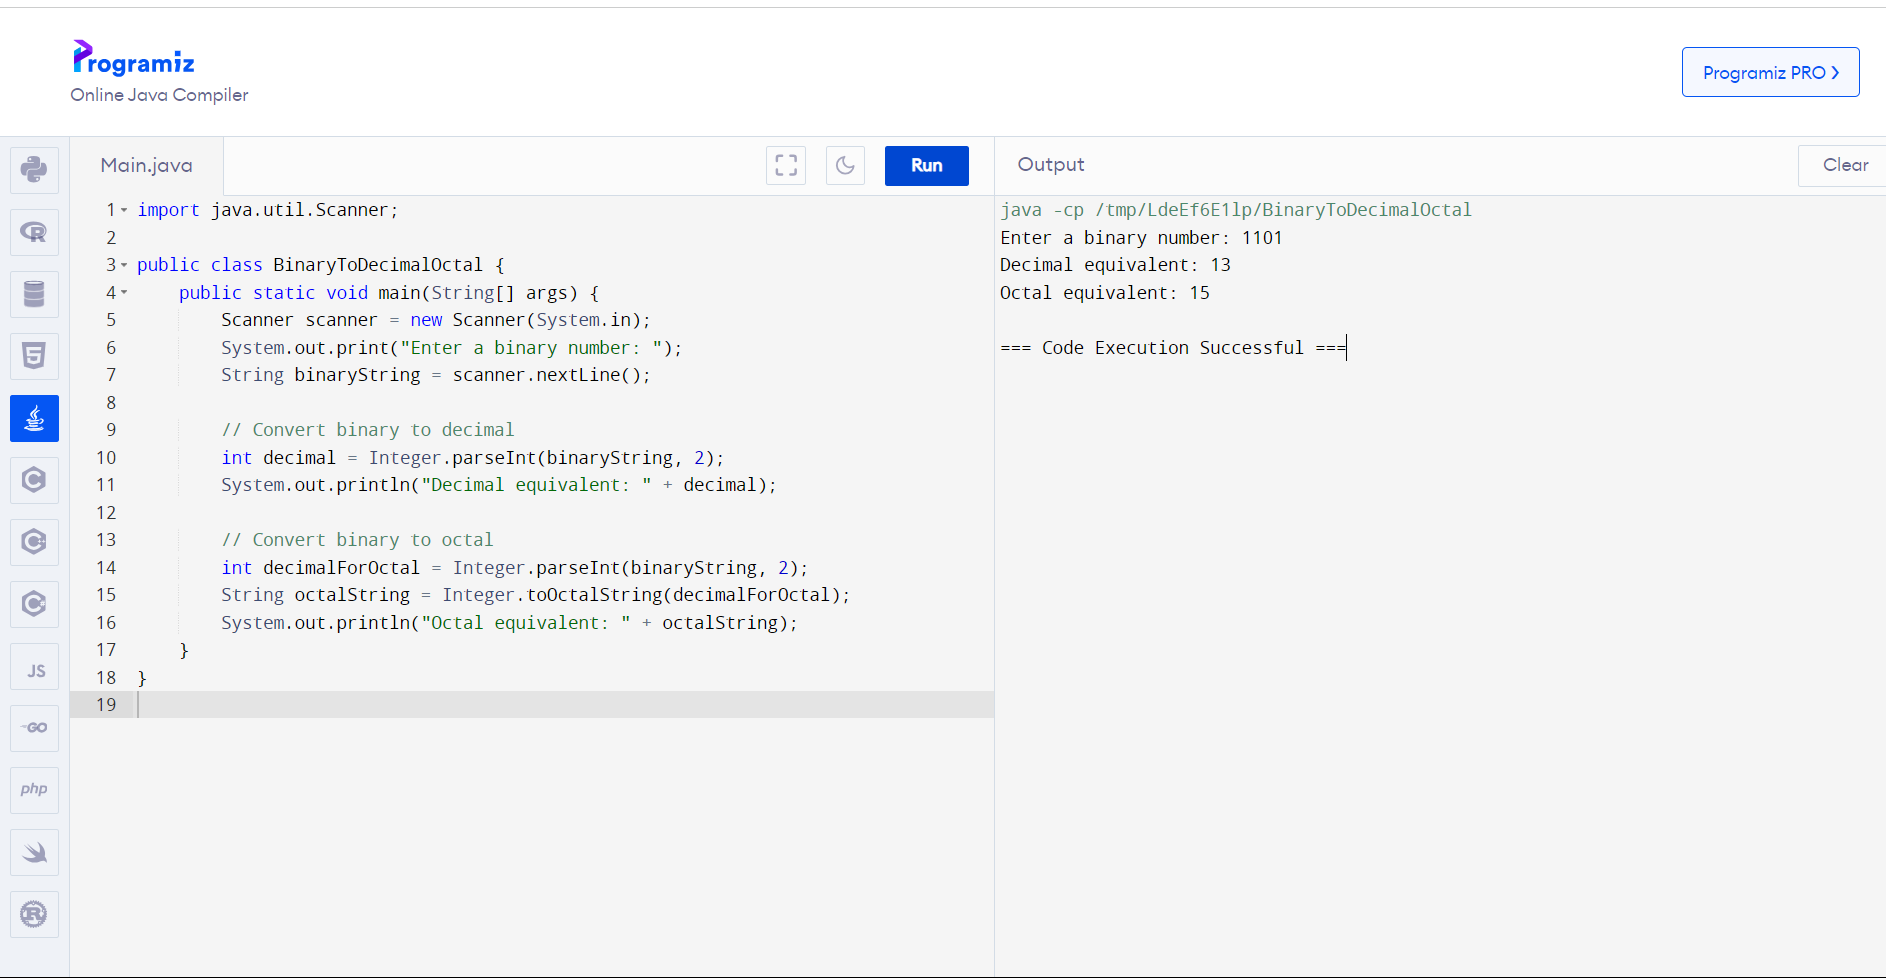 Programiz
Online Java Compiler
Programiz PRO
Main.java
Run
1 import java.util.Scanner;
2
3 public class BinaryToDecimalOctal {
4     public static void main(String[] args) {
5         Scanner scanner = new Scanner(System.in);
6         System.out.print("Enter a binary number: ");
7         String binaryString = scanner.nextLine();
8
9         // Convert binary to decimal
10         int decimal = Integer.parseInt(binaryString, 2);
11         System.out.println("Decimal equivalent: " + decimal);
12
13         // Convert binary to octal
14         int decimalForOctal = Integer.parseInt(binaryString, 2);
15         String octalString = Integer.toOctalString(decimalForOctal);
16         System.out.println("Octal equivalent: " + octalString);
17     }
18 }
19
Output
Clear
java -cp /tmp/LdeEf6E1lp/BinaryToDecimalOctal
Enter a binary number: 1101
Decimal equivalent: 13
Octal equivalent: 15
=== Code Execution Successful ===
R
5
C
C++
C
JS
GO
php
R